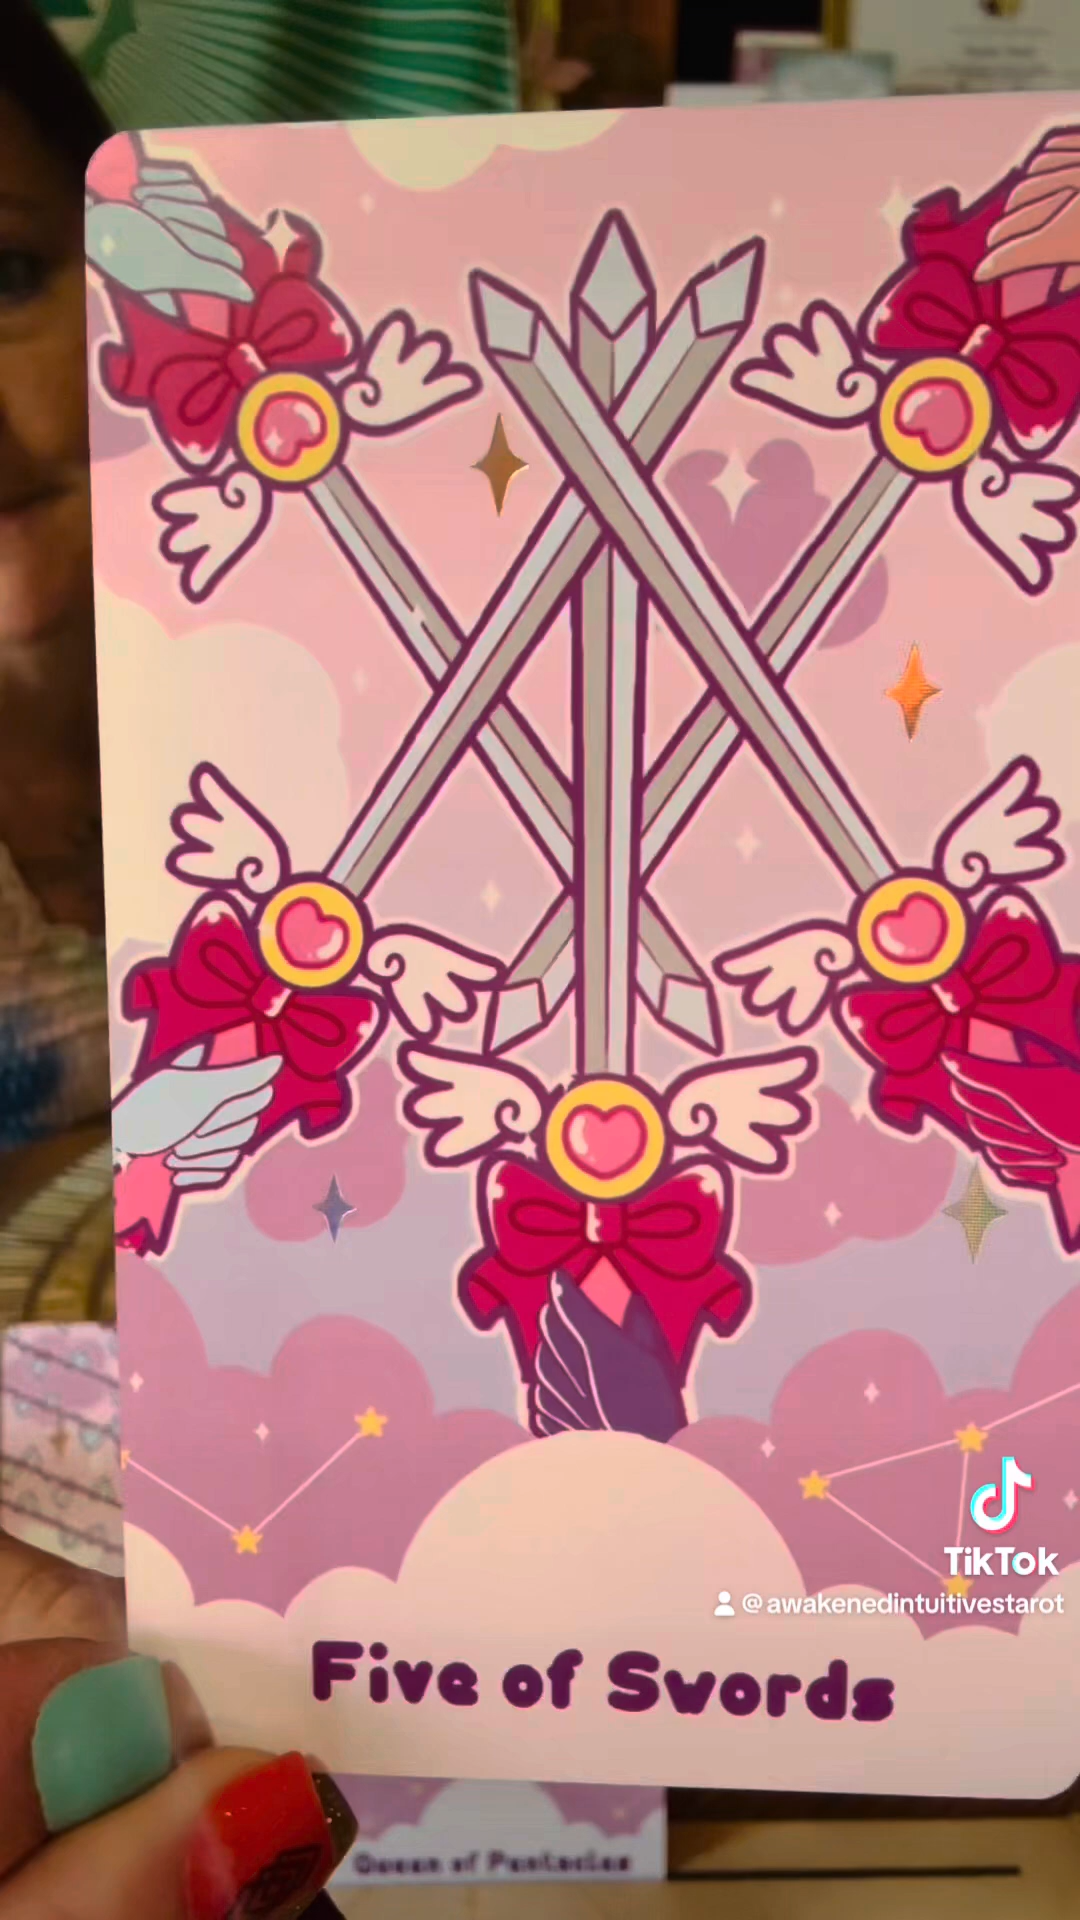 TikTok
@awakenedintuitivestarot
Five of Swords
Queen of Pentacles